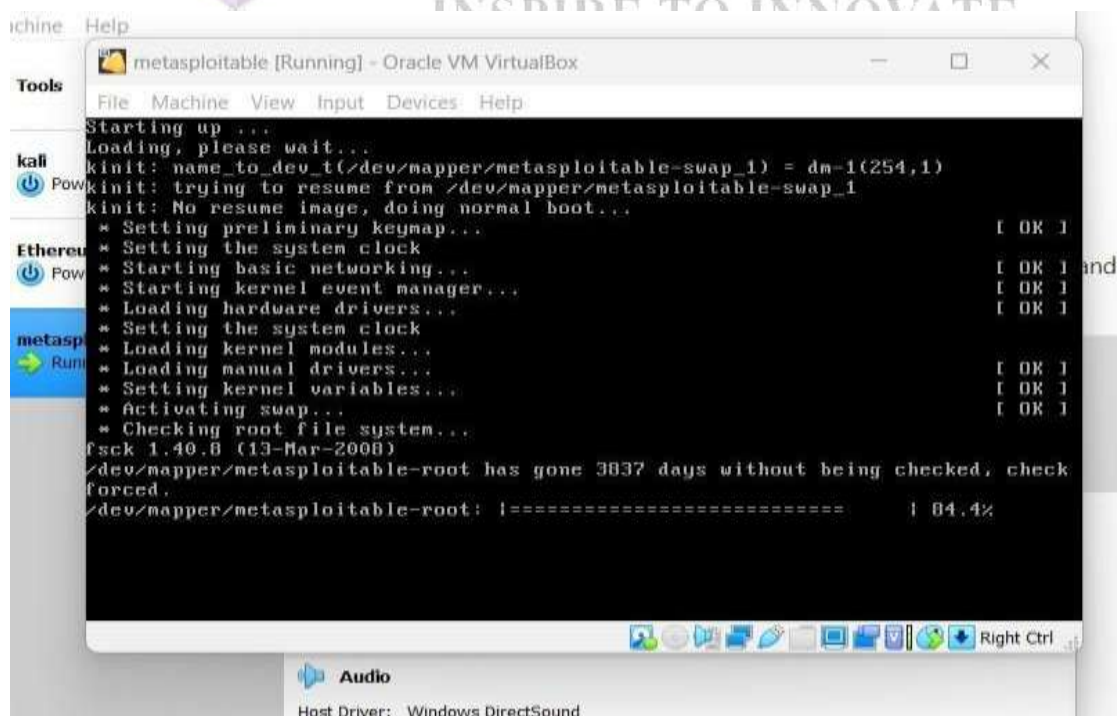 INSPIRE TO INNOVATE
achine Help
metasploitable [Running] - Oracle VM VirtualBox
Tools
File Machine View Input Devices Help
Starting up ...
Loading, please wait...
kali
kinit: name_to_dev_t(/dev/mapper/metasploitable-swap_1) = dm-1(254,1)
Pow
kinit: trying to resume from /dev/mapper/metasploitable-swap_1
kinit: No resume image, doing normal boot...
* Setting preliminary keymap... [ OK ]
Ethereu
* Setting the system clock
Pow
* Starting basic networking... [ OK ]
and
* Starting kernel event manager... [ OK ]
* Loading hardware drivers... [ OK ]
metaspl
* Setting the system clock
* Loading kernel modules...
Runn
* Loading manual drivers... [ OK ]
* Setting kernel variables... [ OK ]
* Activating swap... [ OK ]
* Checking root file system...
fsck 1.40.8 (13-Mar-2008)
/dev/mapper/metasploitable-root has gone 3837 days without being checked, check
forced.
/dev/mapper/metasploitable-root: |=========================== | 84.4%
Right Ctrl
Audio
Host Driver: Windows DirectSound